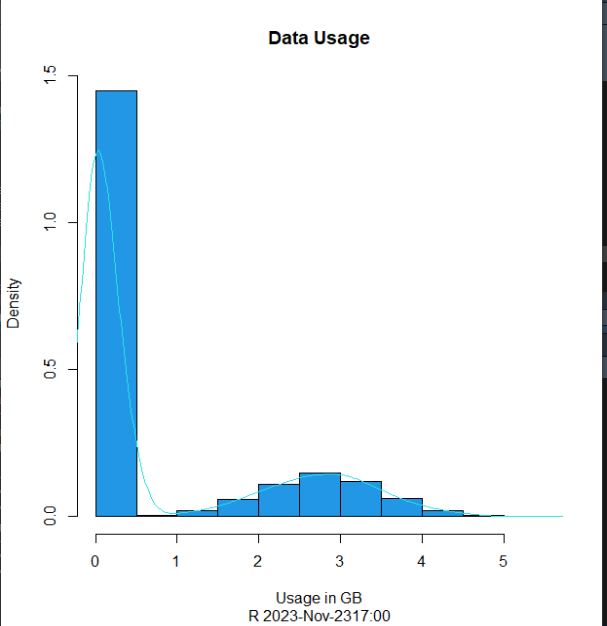 Data Usage
1.5
1.0
0.5
0.0
Density
0 1 2 3 4 5
Usage in GB
R 2023-Nov-2317:00